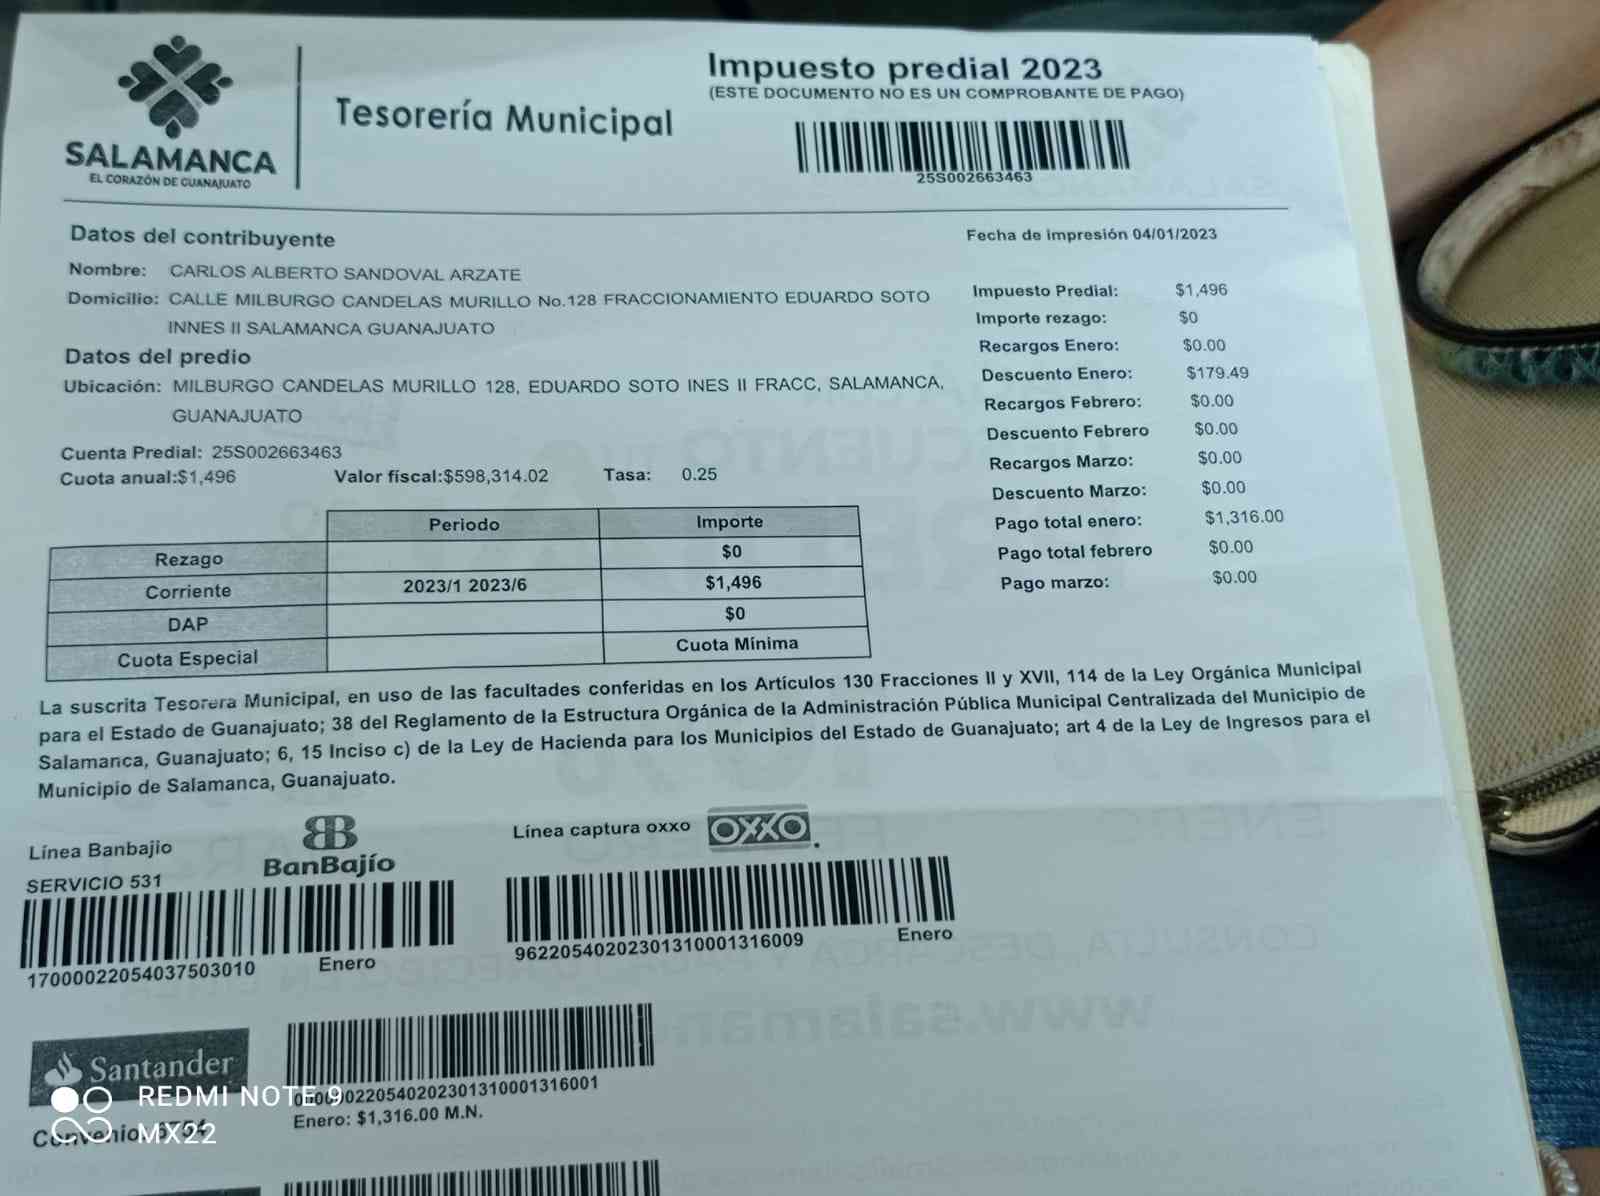 SALAMANCA
EL CORAZÓN DE GUANAJUATO
Tesorería Municipal
Impuesto predial 2023
(ESTE DOCUMENTO NO ES UN COMPROBANTE DE PAGO)
25S002663463
Datos del contribuyente
Nombre: CARLOS ALBERTO SANDOVAL ARZATE
Domicilio: CALLE MILBURGO CANDELAS MURILLO No.128 FRACCIONAMIENTO EDUARDO SOTO
INNES II SALAMANCA GUANAJUATO
Datos del predio
Ubicación: MILBURGO CANDELAS MURILLO 128, EDUARDO SOTO INES II FRACC, SALAMANCA,
GUANAJUATO
Cuenta Predial: 25S002663463
Cuota anual:$1,496 Valor fiscal:$598,314.02 Tasa: 0.25
Fecha de impresión 04/01/2023
Impuesto Predial: $1,496
Importe rezago: $0
Recargos Enero: $0.00
Descuento Enero: $179.49
Recargos Febrero: $0.00
Descuento Febrero $0.00
Recargos Marzo: $0.00
Descuento Marzo: $0.00
Pago total enero: $1,316.00
Pago total febrero $0.00
Pago marzo: $0.00
Periodo Importe
Rezago $0
Corriente 2023/1 2023/6 $1,496
DAP $0
Cuota Especial Cuota Mínima
La suscrita Tesorera Municipal, en uso de las facultades conferidas en los Artículos 130 Fracciones II y XVII, 114 de la Ley Orgánica Municipal
para el Estado de Guanajuato; 38 del Reglamento de la Estructura Orgánica de la Administración Pública Municipal Centralizada del Municipio de
Salamanca, Guanajuato; 6, 15 Inciso c) de la Ley de Hacienda para los Municipios del Estado de Guanajuato; art 4 de la Ley de Ingresos para el
Municipio de Salamanca, Guanajuato.
Línea Banbajio
BanBajío
SERVICIO 531
17000022054037503010 Enero
Línea captura oxxo OXXO
96220540202301310001316009 Enero
Santander
Convenio
Enero: $1,316.00 M.N.
REDMI NOTE 9
MX22